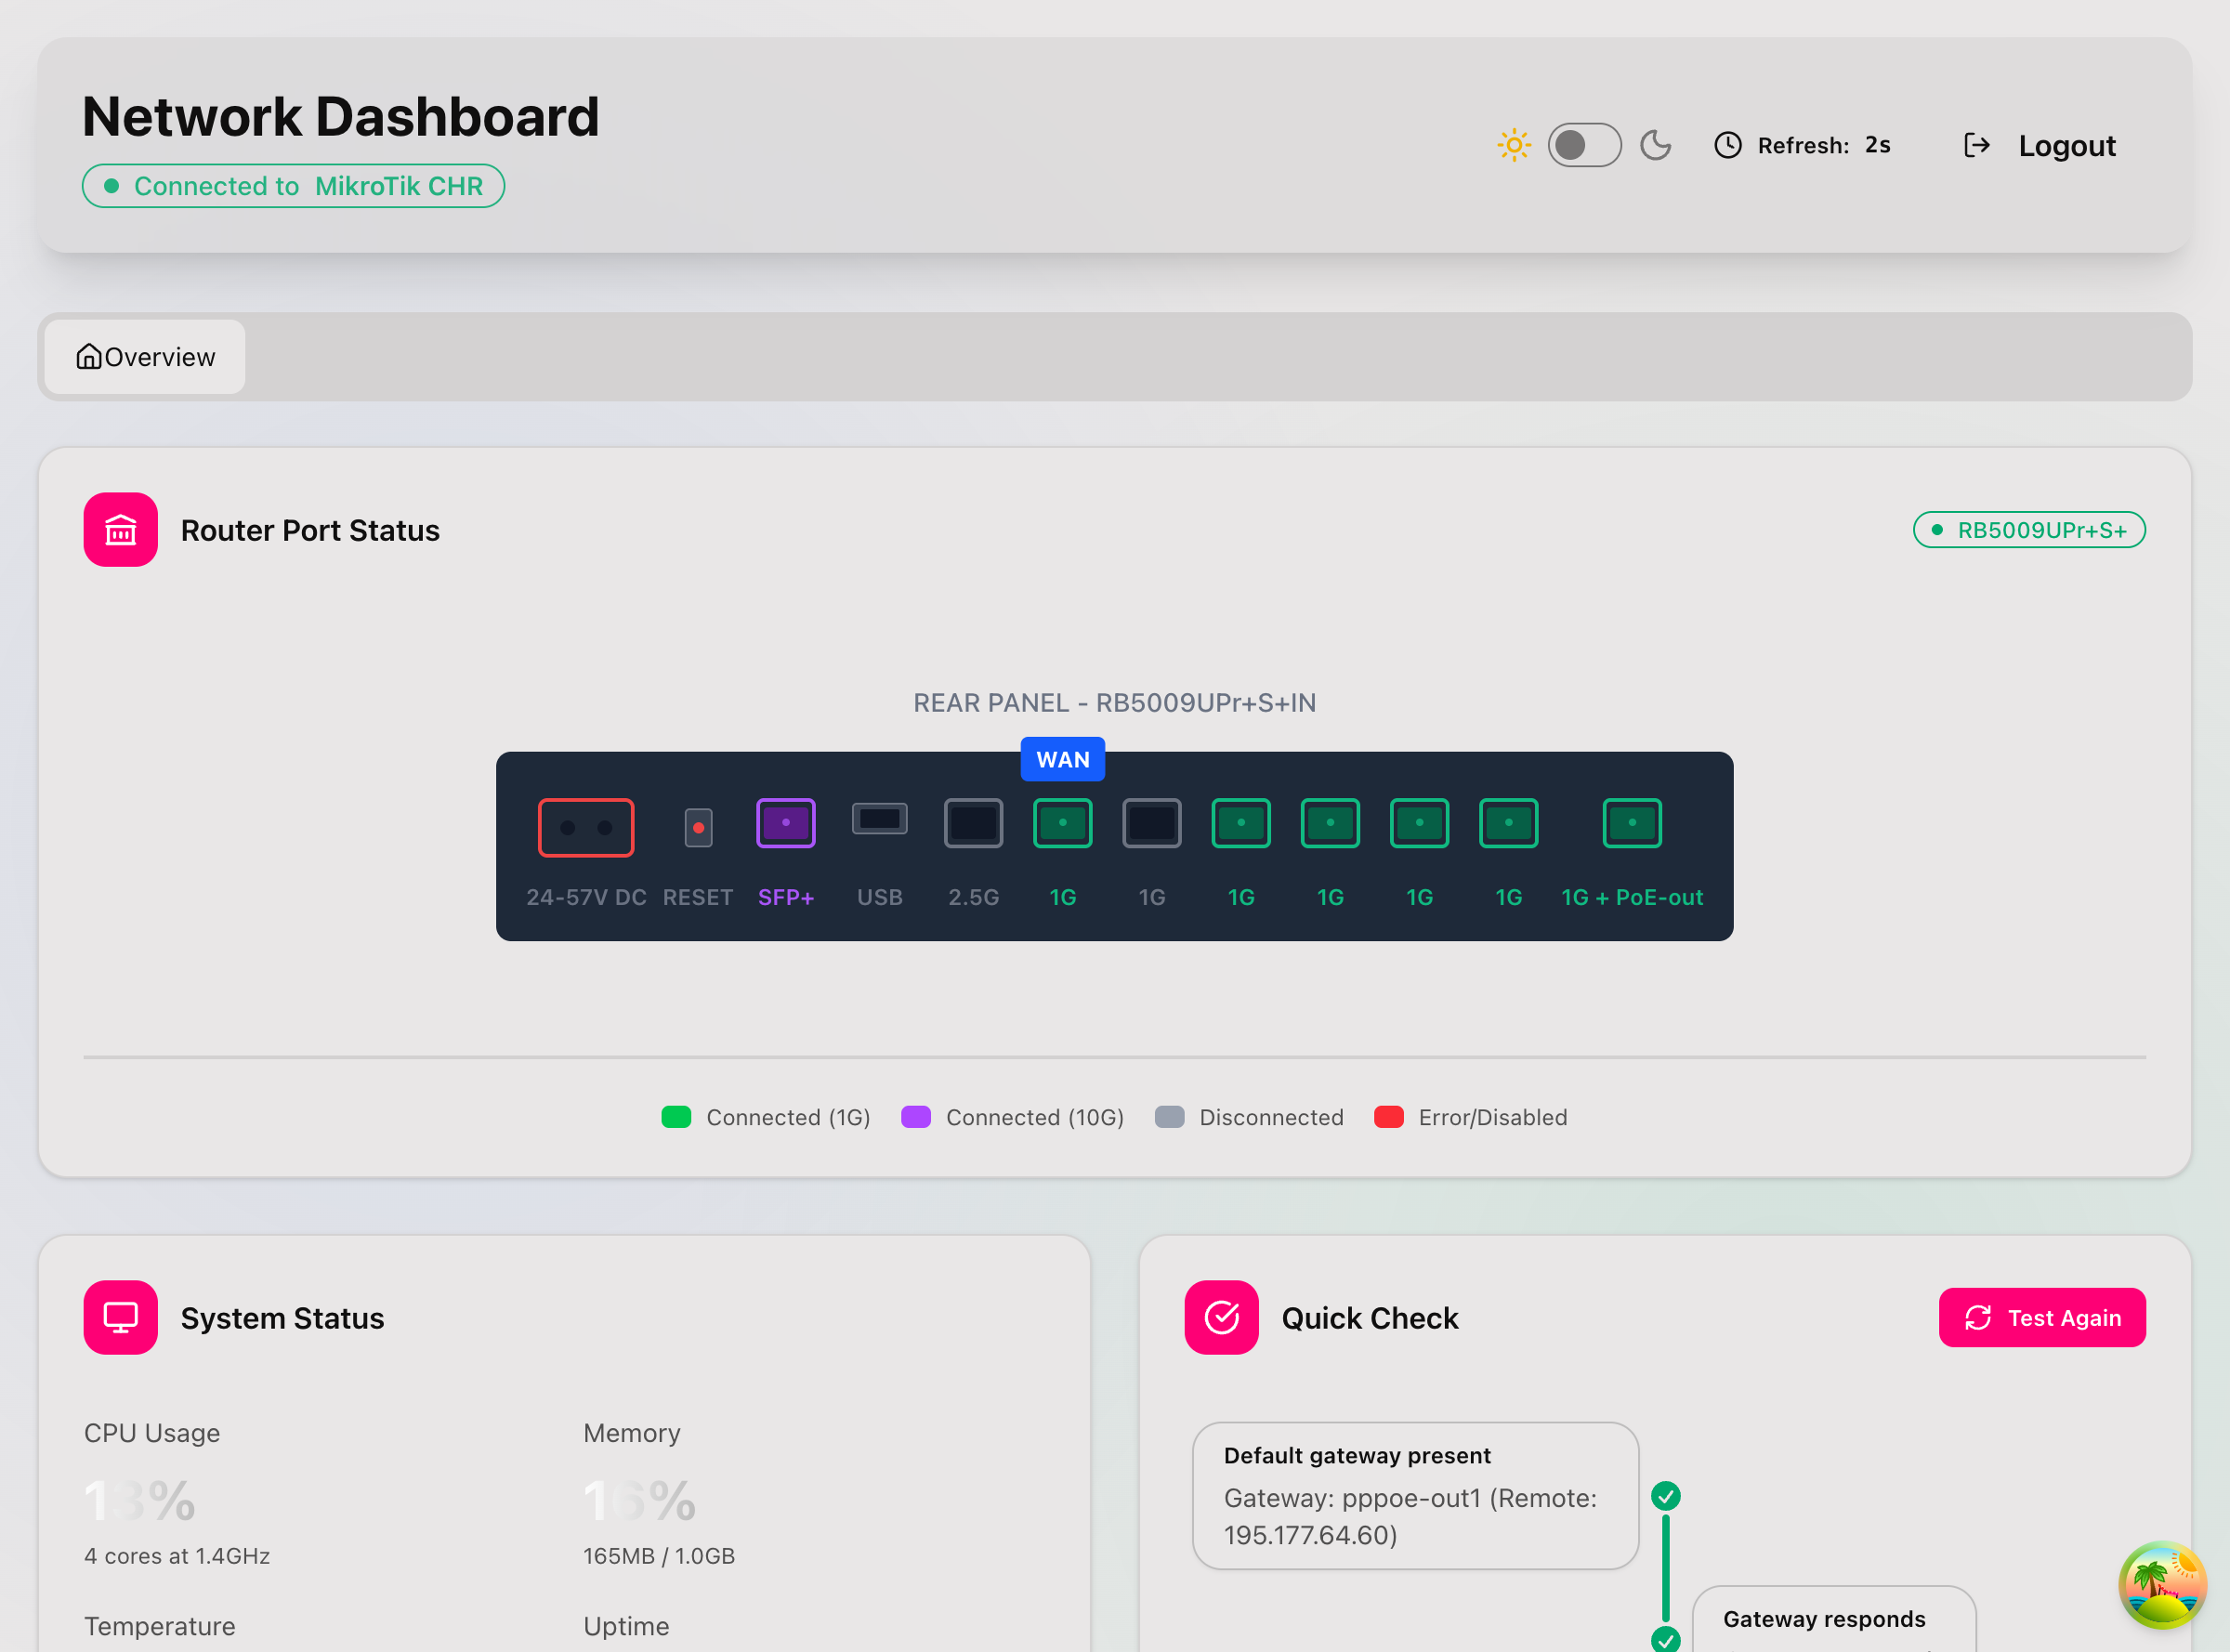 Network Dashboard
Connected to MikroTik CHR
Refresh: 2s
Logout
Overview
Router Port Status
RB5009UPr+S+
REAR PANEL - RB5009UPr+S+IN
WAN
24-57V DC RESET SFP+ USB 2.5G 1G 1G 1G 1G 1G 1G 1G + PoE-out
Connected (1G) Connected (10G) Disconnected Error/Disabled
System Status
CPU Usage
13%
4 cores at 1.4GHz
Memory
16%
165MB / 1.0GB
Temperature
Uptime
Quick Check
Test Again
Default gateway present
Gateway: pppoe-out1 (Remote:
195.177.64.60)
Gateway responds